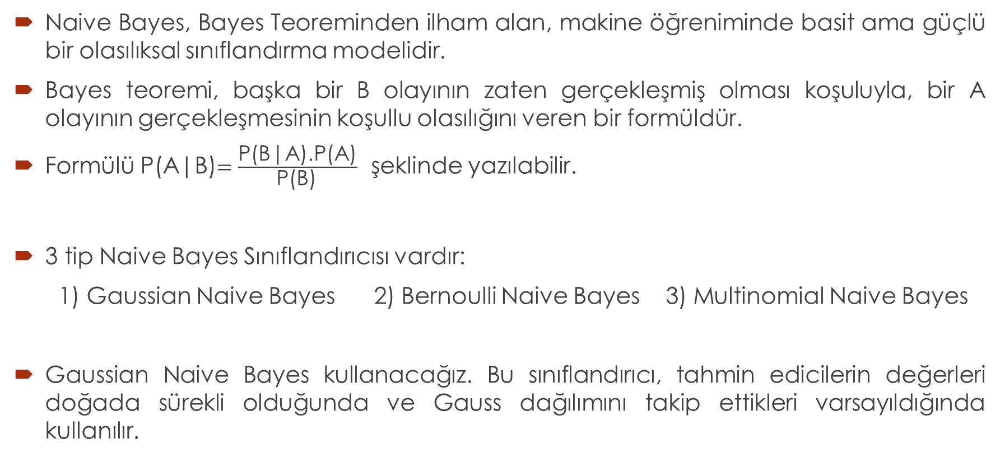 Naive Bayes, Bayes Teoreminden ilham alan, makine öğreniminde basit ama güçlü
bir olasılıksal sınıflandırma modelidir.
Bayes teoremi, başka bir B olayının zaten gerçekleşmiş olması koşuluyla, bir A
olayının gerçekleşmesinin koşullu olasılığını veren bir formüldür.
Formülü P(A|B)= P(B|A).P(A) / P(B) şeklinde yazılabilir.
3 tip Naive Bayes Sınıflandırıcısı vardır:
1) Gaussian Naive Bayes 2) Bernoulli Naive Bayes 3) Multinomial Naive Bayes
Gaussian Naive Bayes kullanacağız. Bu sınıflandırıcı, tahmin edicilerin değerleri
doğada sürekli olduğunda ve Gauss dağılımını takip ettikleri varsayıldığında
kullanılır.